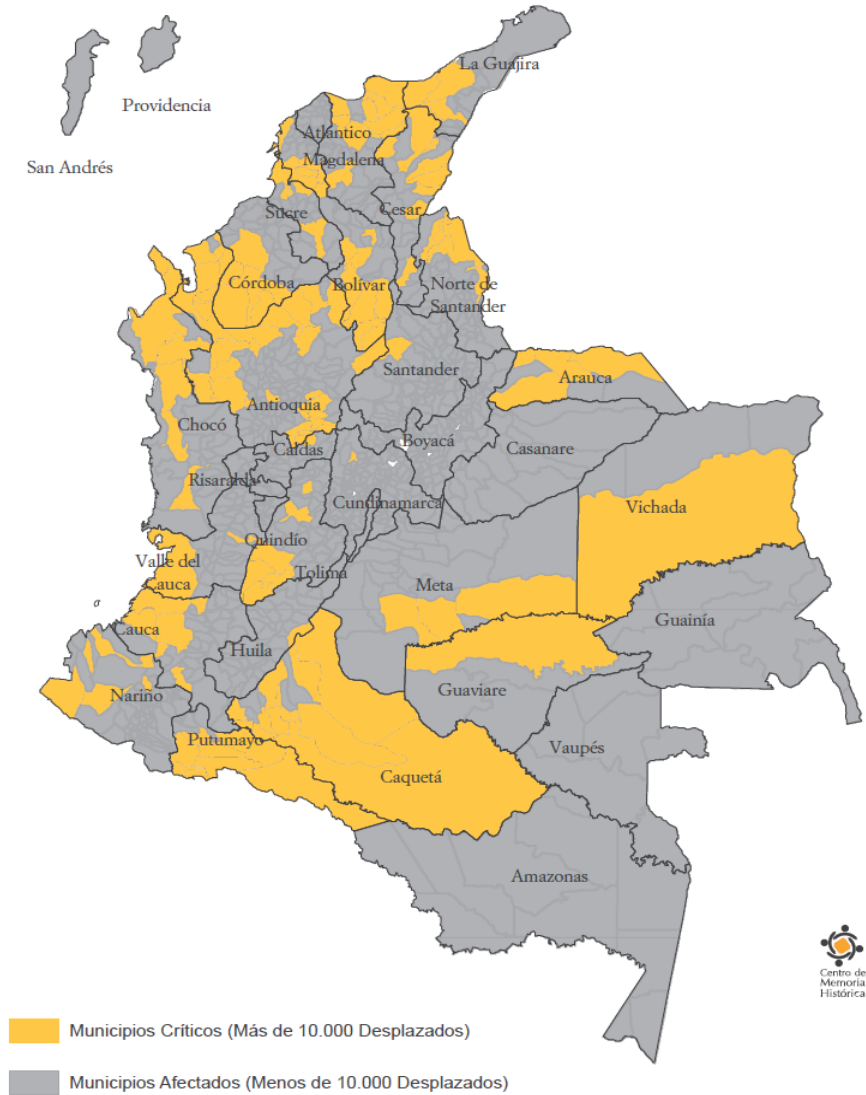 La Guajira
Providencia
San Andrés
Atlántico
Magdalena
Cesar
Sucre
Córdoba
Bolívar
Norte de
Santander
Santander
Arauca
Antioquia
Chocó
Boyacá
Caldas
Casanare
Risaralda
Cundinamarca
Vichada
Quindío
Valle del
Cauca
Tolima
Meta
Guainía
Cauca
Huila
Guaviare
Nariño
Putumayo
Vaupés
Caquetá
Amazonas
Centro de
Memoria
Histórica
Municipios Críticos (Más de 10.000 Desplazados)
Municipios Afectados (Menos de 10.000 Desplazados)